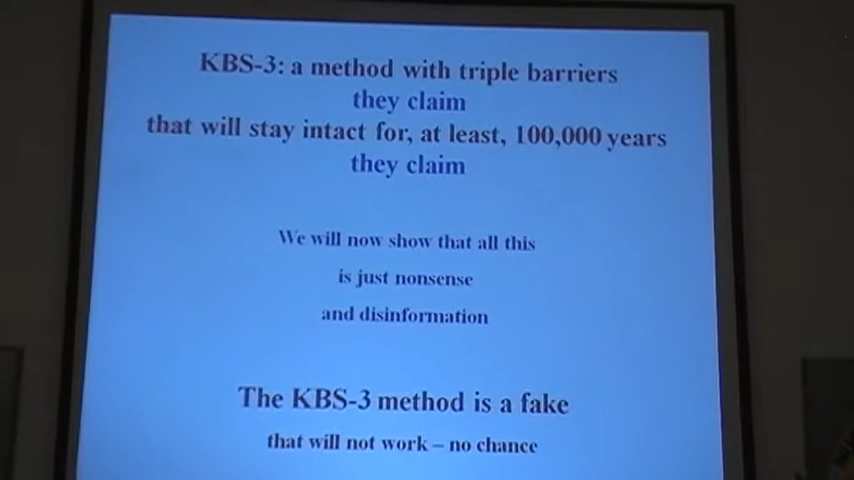 KBS-3: a method with triple barriers
they claim
that will stay intact for, at least, 100,000 years
they claim
We will now show that all this
is just nonsense
and disinformation
The KBS-3 method is a fake
that will not work – no chance